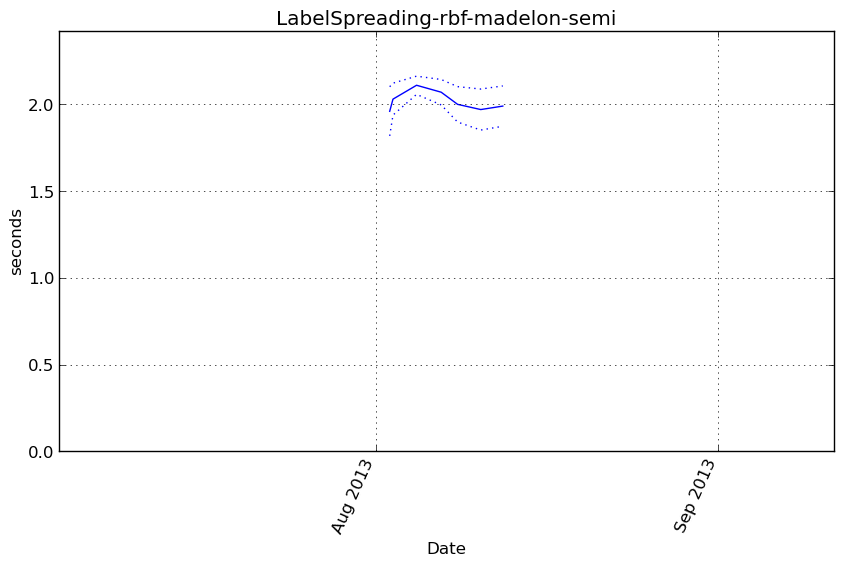 LabelSpreading-rbf-madelon-semi
2.0
1.5
1.0
0.5
0.0
seconds
Aug 2013
Sep 2013
Date